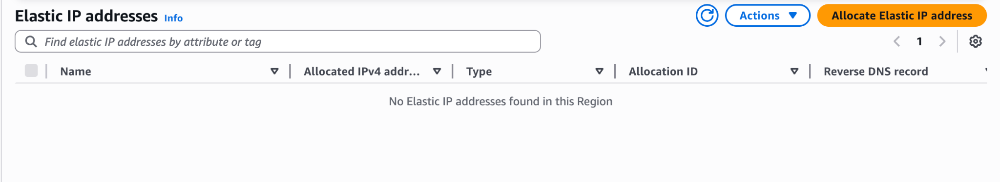 Elastic IP addresses Info
Actions
Allocate Elastic IP address
Find elastic IP addresses by attribute or tag
1
Name Allocated IPv4 addr... Type Allocation ID Reverse DNS record
No Elastic IP addresses found in this Region